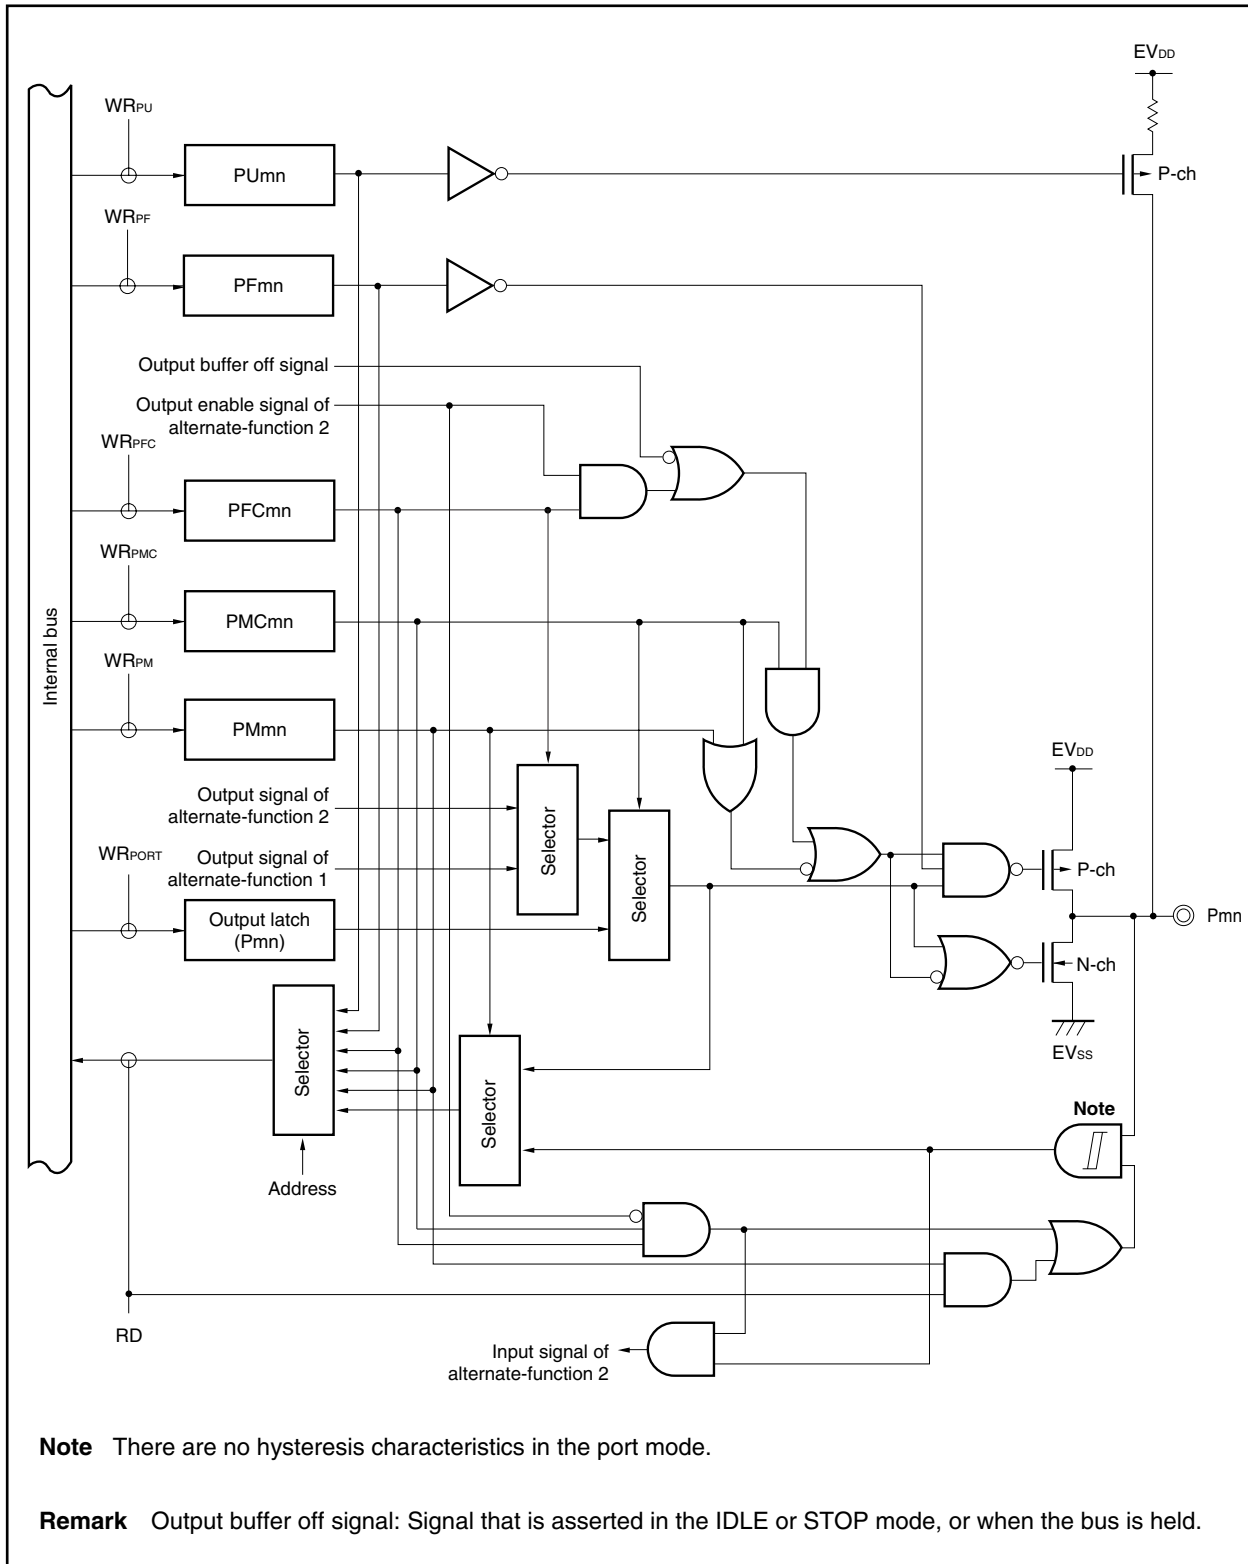 EVDD
WRPU
PUmn
P-ch
WRPF
PFmn
Output buffer off signal
Output enable signal of
alternate-function 2
WRPFC
PFCmn
WRPMC
PMCmn
Internal bus
WRPM
PMmn
EVDD
Output signal of
alternate-function 2
Selector
Selector
WRPORT
Output signal of
alternate-function 1
P-ch
Output latch
(Pmn)
Pmn
N-ch
Selector
Selector
EVSS
Note
Address
RD
Input signal of
alternate-function 2
Note There are no hysteresis characteristics in the port mode.
Remark Output buffer off signal: Signal that is asserted in the IDLE or STOP mode, or when the bus is held.